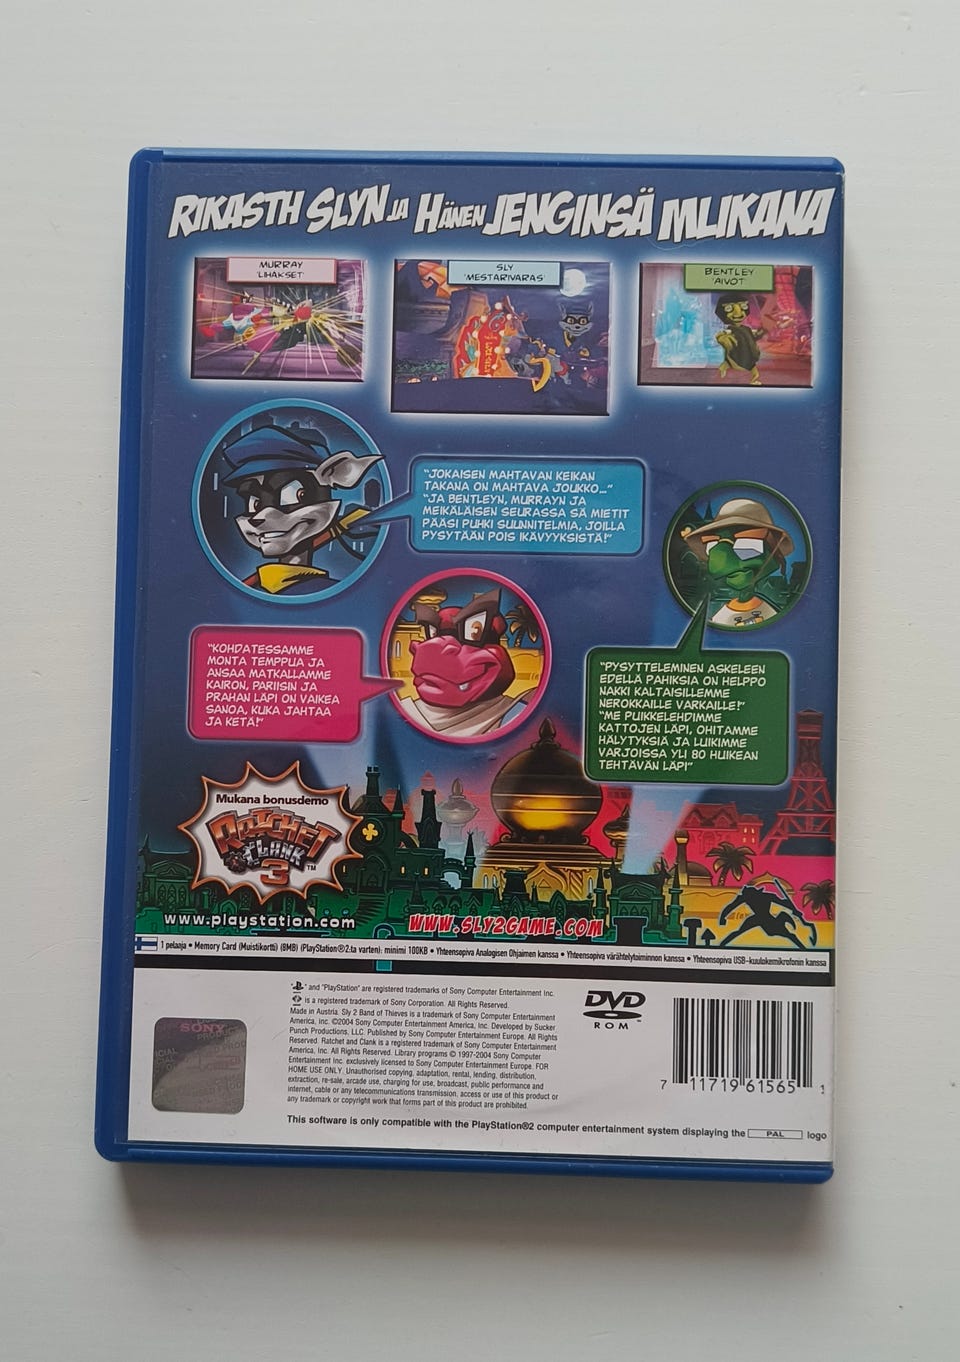 RIKASTH SLYN JA HÄNEN JENGINSÄ MLIKANA
MURRAY
'LIHAKSET'
SLY
'MESTARIVARAS'
BENTLEY
'AIVOT'
"JOKAISEN MAHTAVAN KEIKAN
TAKANA ON MAHTAVA JOUKKO..."
"JA BENTLEYN, MURRAYN JA
MEIKÄLÄISEN SEURASSA SÄ MIETIT
PÄÄSI PUHKI SUUNNITELMIA, JOILLA
PYSYTÄÄN POIS IKÄVYYKSISTÄ!"
"KOHDATESSAMME
MONTA TEMPPUA JA
ANSAA MATKALLAMME
KAIRON, PARIISIN JA
PRAHAN LÄPI ON VAIKEA
SANOA, KUKA JAHTAA
JA KETÄ!"
"PYSYTTELEMINEN ASKELEEN
EDELLÄ PAHIKSIA ON HELPPO
NAKKI KALTAISILLEMME
NEROKKAILLE VARKAILLE!"
"ME PUIKKELEHDIMME
KATTOJEN LÄPI, OHITAMME
HÄLYTYKSIÄ JA LUIKIMME
VARJOISSA YLI 80 HUIKEAN
TEHTÄVÄN LÄPI"
Mukana bonusdemo
RATCHET
CLANK
3 ™
www.playstation.com
WWW.SLY2GAME.COM
1 pelaaja • Memory Card (Muistikortti) (8MB) (PlayStation®2:ta varten): minimi 100KB • Yhteensopiva Analogisen Ohjaimen kanssa • Yhteensopiva värähtelytoiminnon kanssa • Yhteensopiva USB-kuulokemikrofonin kanssa
" " and "PlayStation" are registered trademarks of Sony Computer Entertainment Inc.
" " is a registered trademark of Sony Corporation. All Rights Reserved.
Made in Austria. Sly 2 Band of Thieves is a trademark of Sony Computer Entertainment
America, Inc. ©2004 Sony Computer Entertainment America, Inc. Developed by Sucker
Punch Productions, LLC. Published by Sony Computer Entertainment Europe. All Rights
Reserved. Ratchet and Clank is a registered trademark of Sony Computer Entertainment
America, Inc. All Rights Reserved. Library programs © 1997-2004 Sony Computer
Entertainment Inc. exclusively licensed to Sony Computer Entertainment Europe. FOR
HOME USE ONLY. Unauthorised copying, adaptation, rental, lending, distribution,
extraction, re-sale, arcade use, charging for use, broadcast, public performance and
internet, cable or any telecommunications transmission, access or use of this product or
any trademark or copyright work that forms part of this product are prohibited.
This software is only compatible with the PlayStation®2 computer entertainment system displaying the PAL logo
DVD
ROM
SONY
7 11719 61565 1